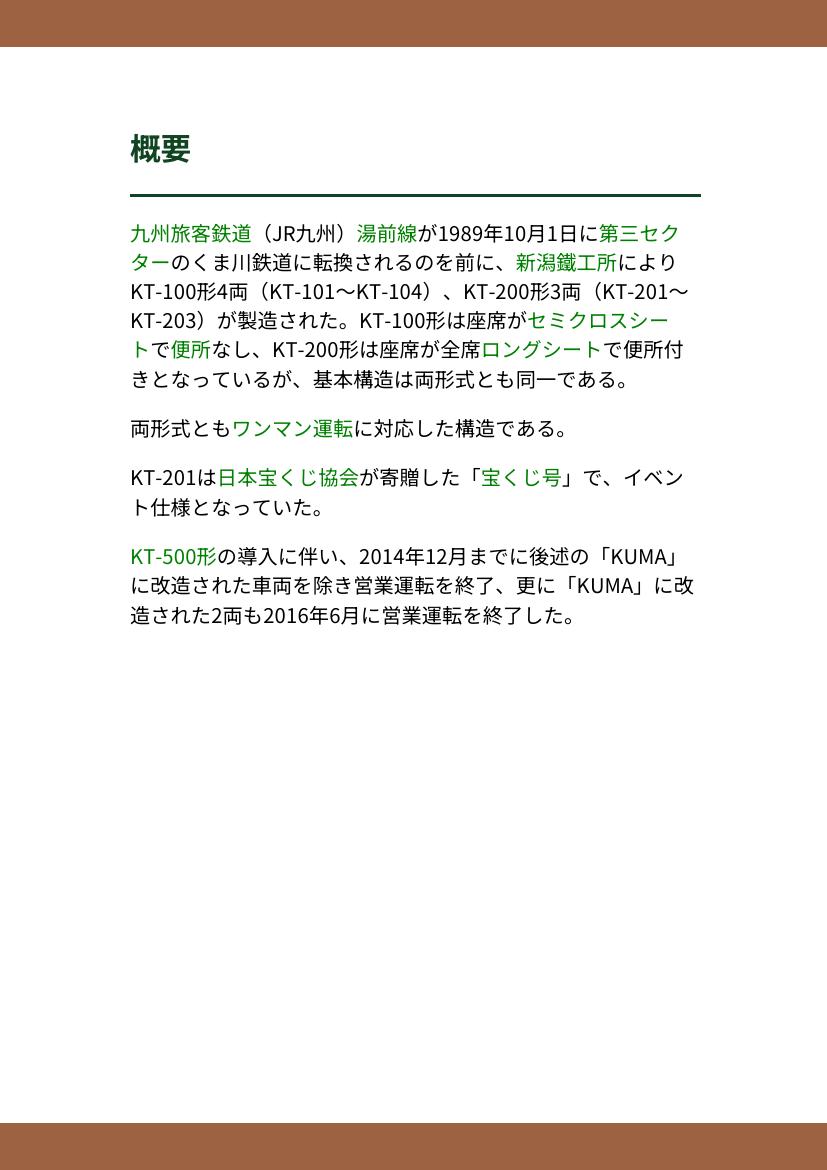 概要
九州旅客鉄道（JR九州）湯前線が1989年10月1日に第三セク
ターのくま川鉄道に転換されるのを前に、新潟鐵工所により
KT-100形4両（KT-101〜KT-104）、KT-200形3両（KT-201〜
KT-203）が製造された。KT-100形は座席がセミクロスシー
トで便所なし、KT-200形は座席が全席ロングシートで便所付
きとなっているが、基本構造は両形式とも同一である。
両形式ともワンマン運転に対応した構造である。
KT-201は日本宝くじ協会が寄贈した「宝くじ号」で、イベン
ト仕様となっていた。
KT-500形の導入に伴い、2014年12月までに後述の「KUMA」
に改造された車両を除き営業運転を終了、更に「KUMA」に改
造された2両も2016年6月に営業運転を終了した。